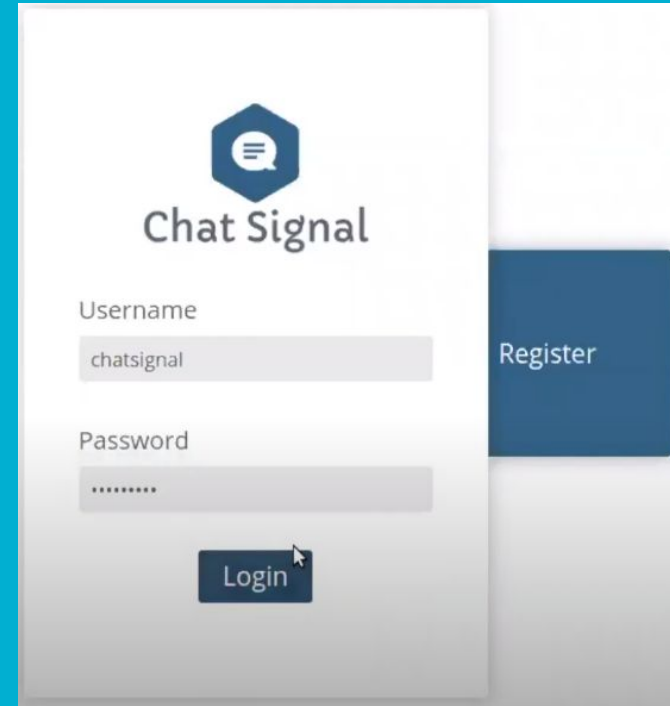 Chat Signal
Username
chatsignal
Register
Password
•••••••••
Login